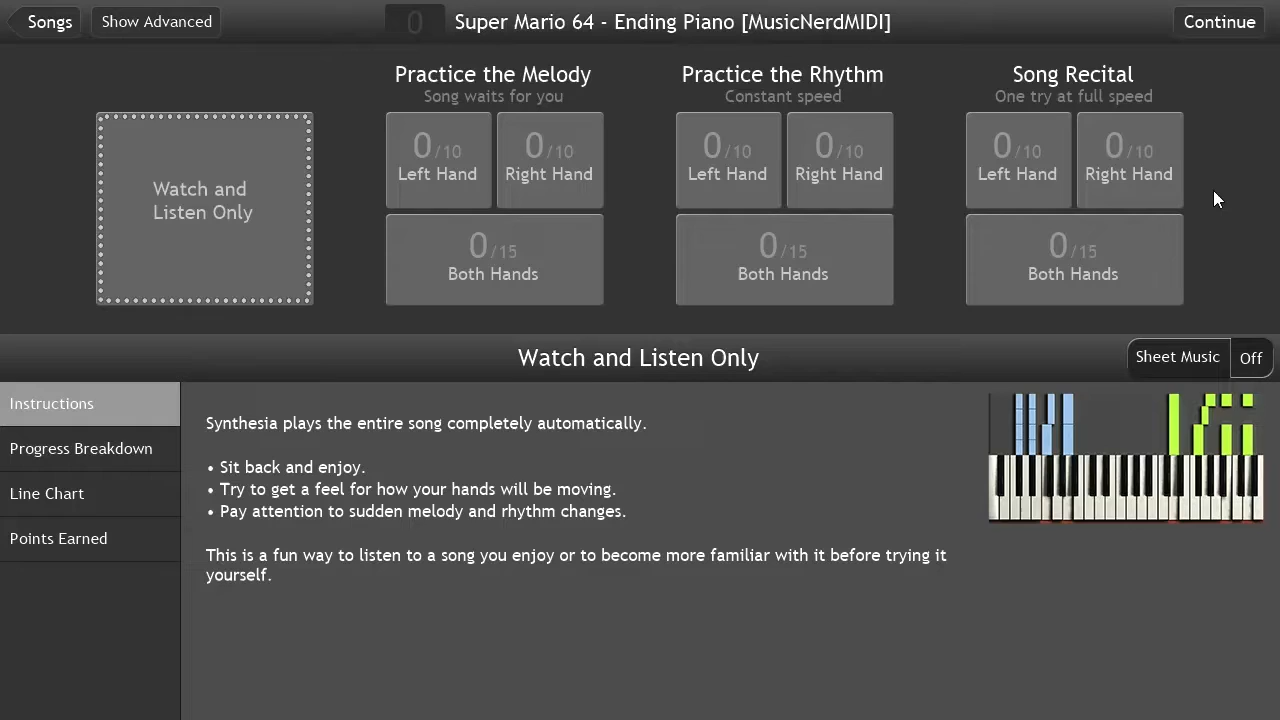 Songs
Show Advanced
0
Super Mario 64 - Ending Piano [MusicNerdMIDI]
Continue
Practice the Melody
Song waits for you
Practice the Rhythm
Constant speed
Song Recital
One try at full speed
Watch and
Listen Only
0/10
Left Hand
0/10
Right Hand
0/15
Both Hands
0/10
Left Hand
0/10
Right Hand
0/15
Both Hands
0/10
Left Hand
0/10
Right Hand
0/15
Both Hands
Watch and Listen Only
Sheet Music
Off
Instructions
Progress Breakdown
Line Chart
Points Earned
Synthesia plays the entire song completely automatically.
• Sit back and enjoy.
• Try to get a feel for how your hands will be moving.
• Pay attention to sudden melody and rhythm changes.
This is a fun way to listen to a song you enjoy or to become more familiar with it before trying it
yourself.